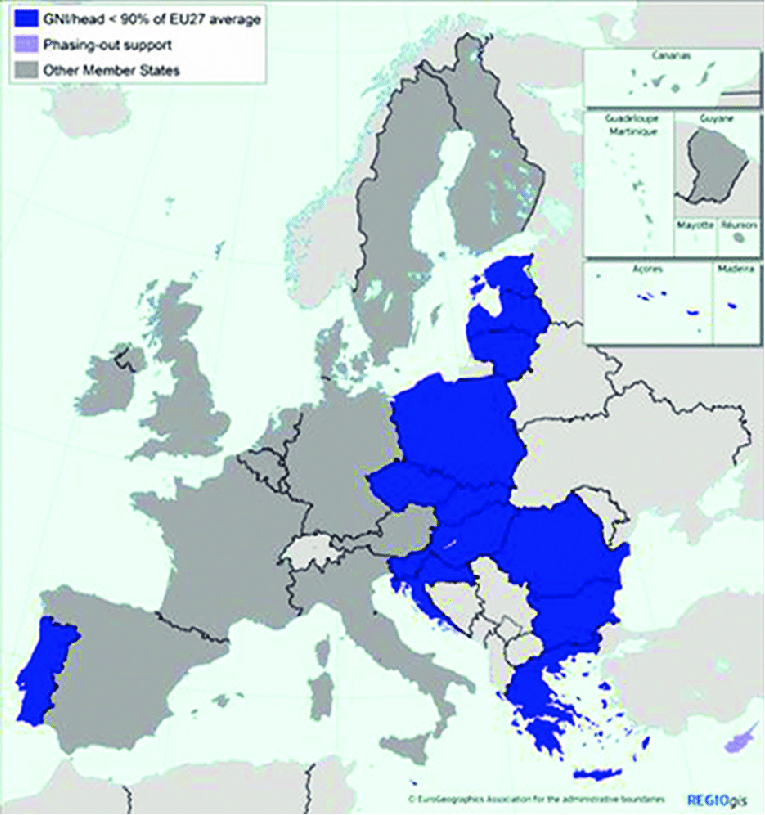 GNI/head < 90% of EU27 average
Phasing-out support
Other Member States
Canarias
Guadeloupe
Martinique
Guyane
Mayotte
Réunion
Açores
Madeira
© EuroGeographics Association for the administrative boundaries
REGIOgis